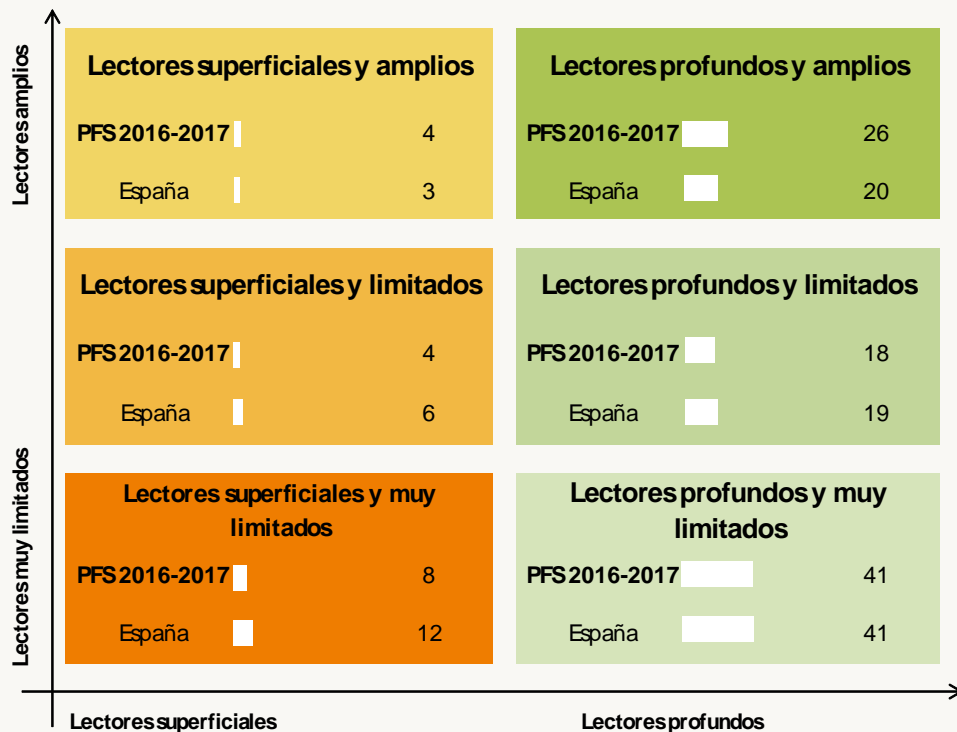 Lectores amplios
Lectores superficiales y amplios
PFS 2016-2017 4
España 3
Lectores profundos y amplios
PFS 2016-2017 26
España 20
Lectores superficiales y limitados
PFS 2016-2017 4
España 6
Lectores profundos y limitados
PFS 2016-2017 18
España 19
Lectores muy limitados
Lectores superficiales y muy
limitados
PFS 2016-2017 8
España 12
Lectores profundos y muy
limitados
PFS 2016-2017 41
España 41
Lectores superficiales
Lectores profundos